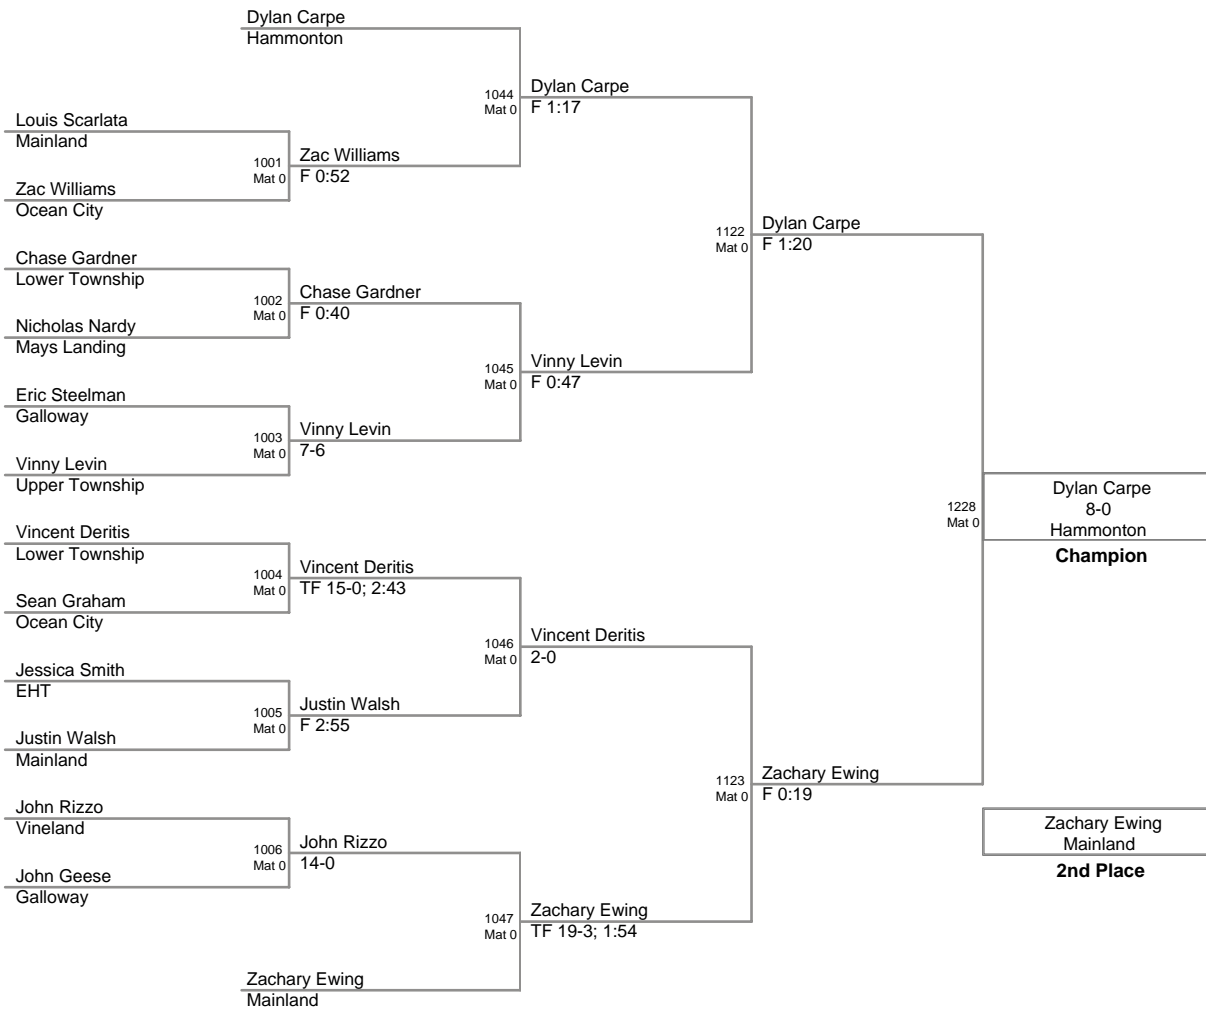 Dylan Carpe
Hammonton
Louis Scarlata
Mainland
Zac Williams
Ocean City
Chase Gardner
Lower Township
Nicholas Nardy
Mays Landing
Eric Steelman
Galloway
Vinny Levin
Upper Township
Vincent Deritis
Lower Township
Sean Graham
Ocean City
Jessica Smith
EHT
Justin Walsh
Mainland
John Rizzo
Vineland
John Geese
Galloway
Zachary Ewing
Mainland
1001
Mat 0
Zac Williams
F 0:52
1002
Mat 0
Chase Gardner
F 0:40
1003
Mat 0
Vinny Levin
7-6
1004
Mat 0
Vincent Deritis
TF 15-0; 2:43
1005
Mat 0
Justin Walsh
F 2:55
1006
Mat 0
John Rizzo
14-0
1044
Mat 0
Dylan Carpe
F 1:17
1045
Mat 0
Vinny Levin
F 0:47
1046
Mat 0
Vincent Deritis
2-0
1047
Mat 0
Zachary Ewing
TF 19-3; 1:54
1122
Mat 0
Dylan Carpe
F 1:20
1123
Mat 0
Zachary Ewing
F 0:19
1228
Mat 0
Dylan Carpe
8-0
Hammonton
Champion
Zachary Ewing
Mainland
2nd Place